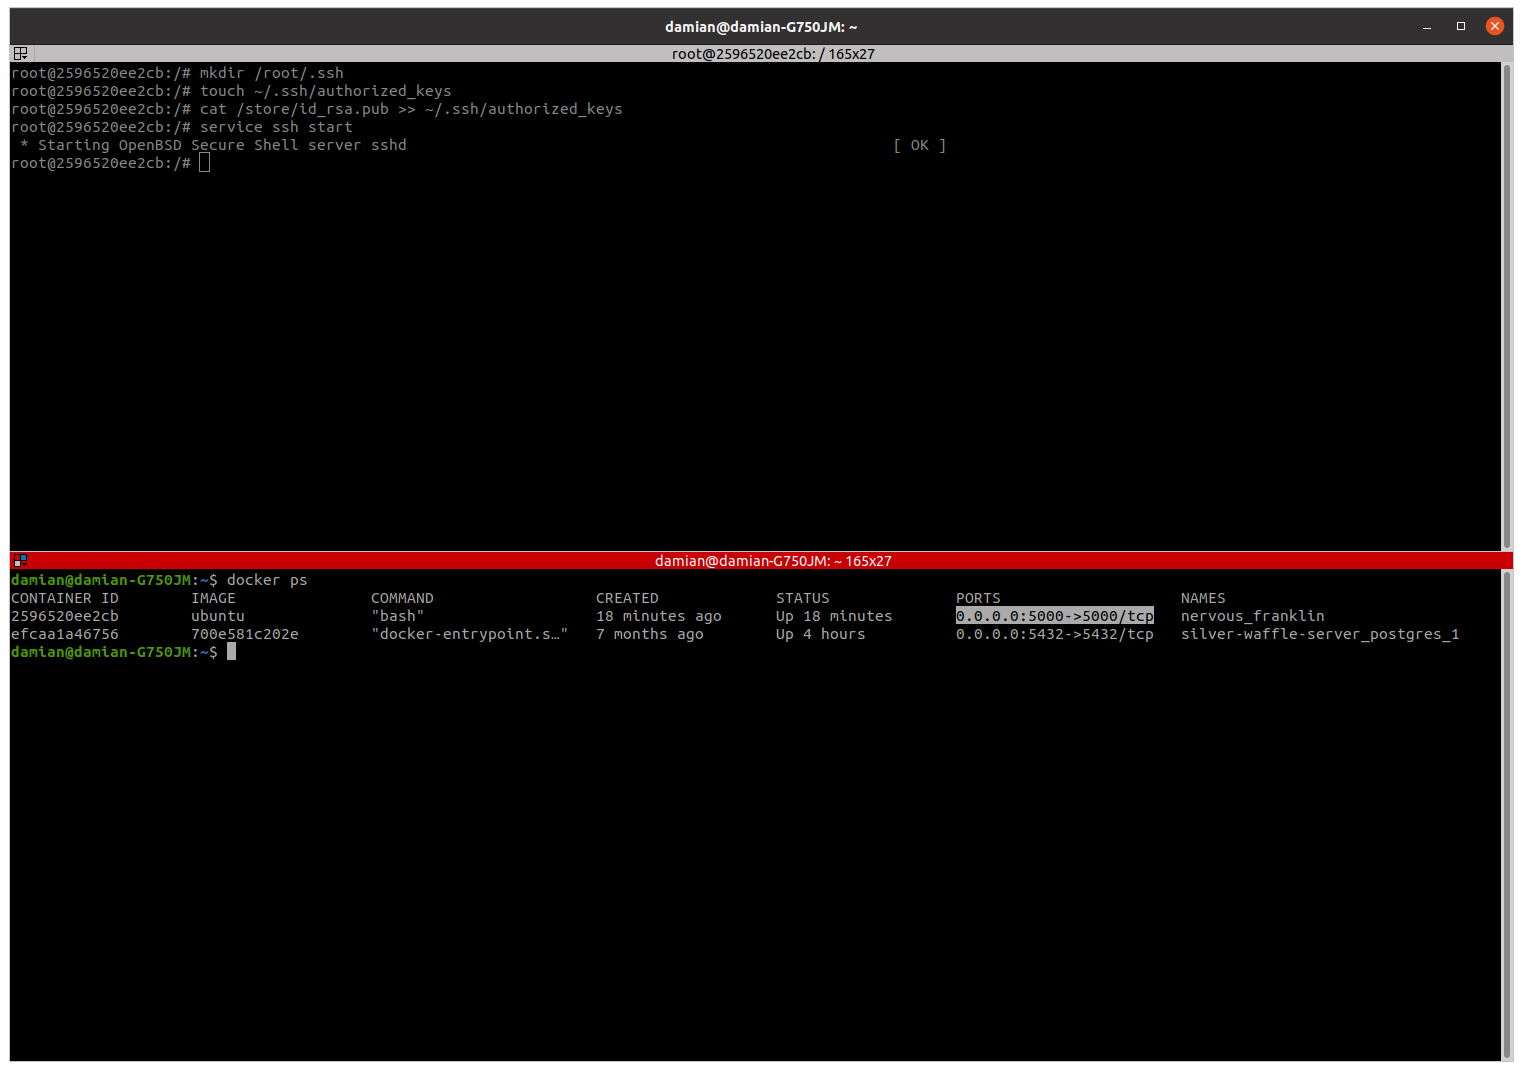 damian@damian-G750JM: ~
root@2596520ee2cb: / 165x27
root@2596520ee2cb:/# mkdir /root/.ssh
root@2596520ee2cb:/# touch ~/.ssh/authorized_keys
root@2596520ee2cb:/# cat /store/id_rsa.pub >> ~/.ssh/authorized_keys
root@2596520ee2cb:/# service ssh start
 * Starting OpenBSD Secure Shell server sshd [ OK ]
root@2596520ee2cb:/#
damian@damian-G750JM: ~ 165x27
damian@damian-G750JM:~$ docker ps
CONTAINER ID IMAGE COMMAND CREATED STATUS PORTS NAMES
2596520ee2cb ubuntu "bash" 18 minutes ago Up 18 minutes 0.0.0.0:5000->5000/tcp nervous_franklin
efcaa1a46756 700e581c202e "docker-entrypoint.s…" 7 months ago Up 4 hours 0.0.0.0:5432->5432/tcp silver-waffle-server_postgres_1
damian@damian-G750JM:~$